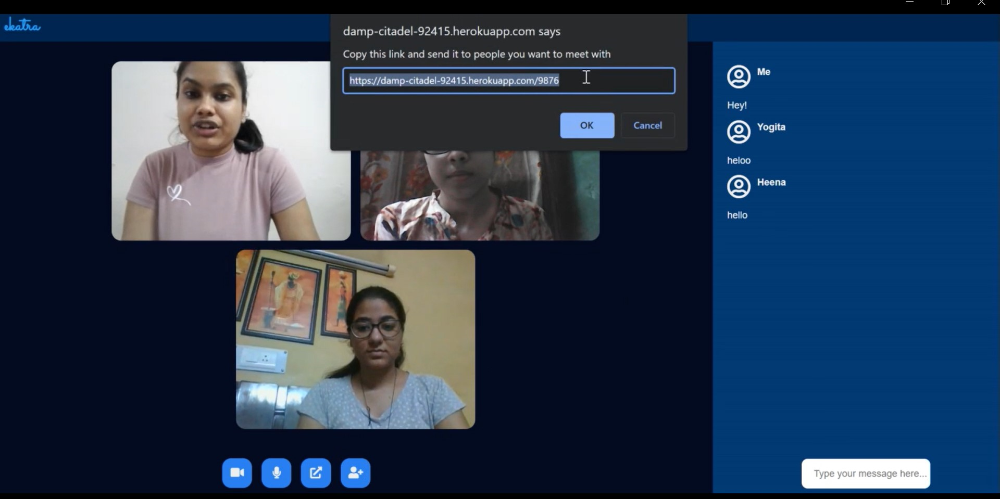 ekatra
damp-citadel-92415.herokuapp.com says
Copy this link and send it to people you want to meet with
https://damp-citadel-92415.herokuapp.com/9876
OK
Cancel
Me
Hey!
Yogita
heloo
Heena
hello
Type your message here...